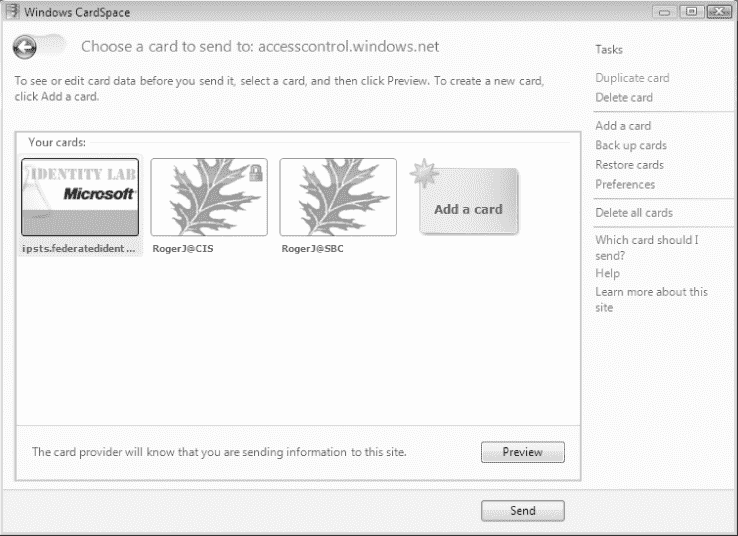 Windows CardSpace
Choose a card to send to: accesscontrol.windows.net
To see or edit card data before you send it, select a card, and then click Preview. To create a new card,
click Add a card.
Your cards:
IDENTITY LAB
Microsoft
Add a card
ipsts.federatedident ...
RogerJ@CIS
RogerJ@SBC
The card provider will know that you are sending information to this site.
Preview
Send
Tasks
Duplicate card
Delete card
Add a card
Back up cards
Restore cards
Preferences
Delete all cards
Which card should I
send?
Help
Learn more about this
site